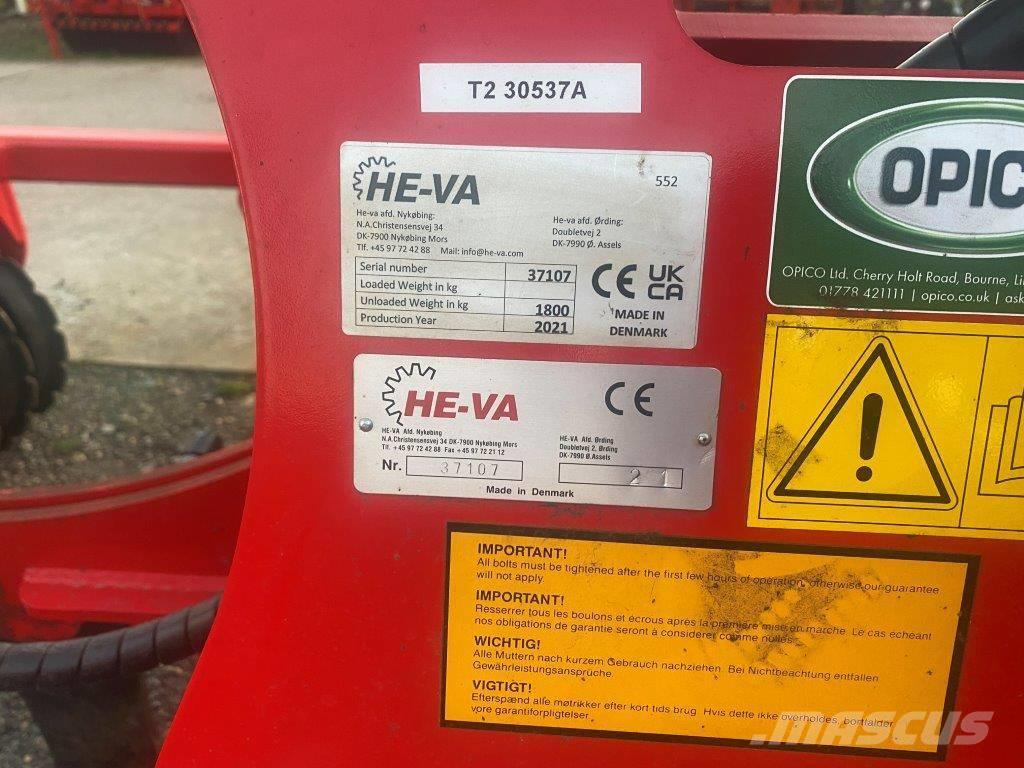 T2 30537A
HE-VA
552
He-va afd. Nykøbing:
N.A.Christensensvej 34
DK-7900 Nykøbing Mors
Tlf. +45 97 72 42 88 Mail: info@he-va.com
He-va afd. Ørding:
Doubletvej 2
DK-7990 Ø. Assels
Serial number 37107
Loaded Weight in kg
Unloaded Weight in kg 1800
Production Year 2021
CE UK CA
MADE IN
DENMARK
HE-VA
CE
HE-VA Afd. Nykøbing
N.A.Christensensvej 34 DK-7900 Nykøbing Mors
Tlf. +45 97 72 42 88 Fax +45 97 72 21 12
HE-VA Afd. Ørding
Doubletvej 2, Ørding
DK-7990 Ø.Assels
Nr. 37107
2 1
Made in Denmark
OPICO
OPICO Ltd. Cherry Holt Road, Bourne,
01778 421111 | opico.co.uk |
IMPORTANT!
All bolts must be tightened after the first few hours of operation, otherwise our guarantee
will not apply.
IMPORTANT!
Resserrer tous les boulons et écrous après la première mise en marche. Le cas écheant
nos obligations de garantie seront à considérer comme nulles.
WICHTIG!
Alle Muttern nach kurzem Gebrauch nachziehen. Bei Nichtbeachtung entfallen
Gewährleistungsansprüche.
VIGTIGT!
Efterspænd alle møtrikker efter kort tids brug. Hvis dette ikke overholdes, bortfalder
vore garantiforpligtelser.
MASCUS